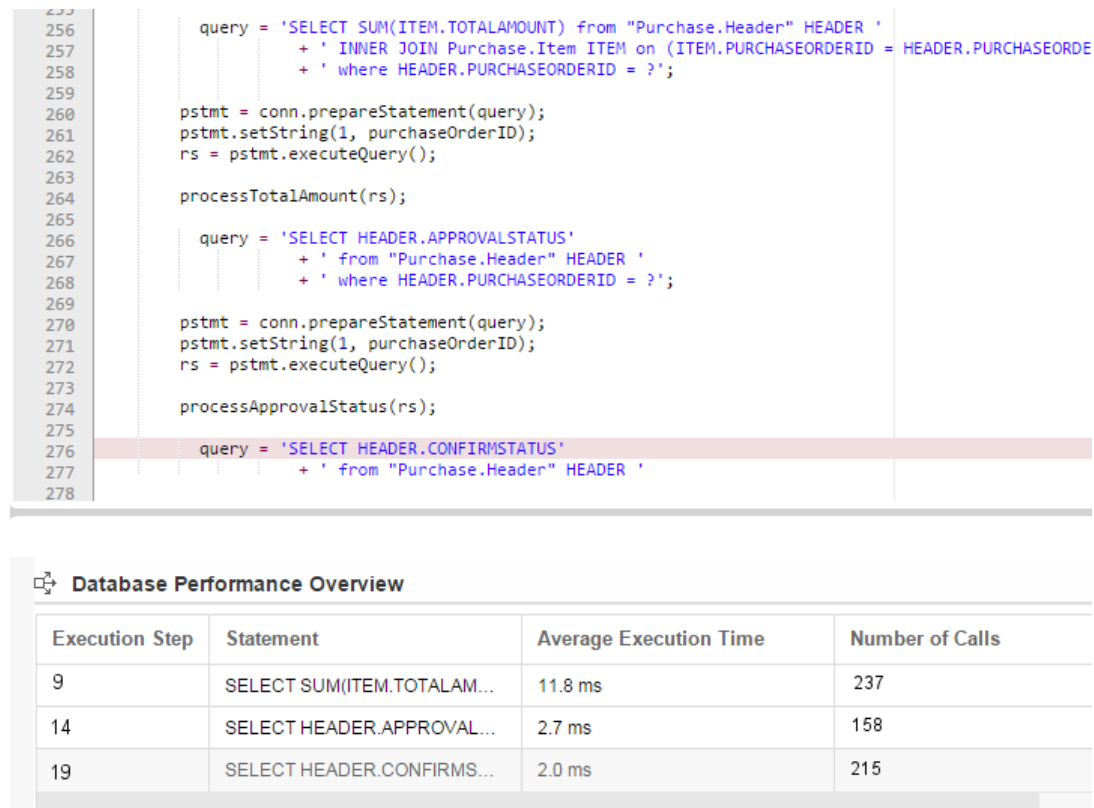 255
256 query = 'SELECT SUM(ITEM.TOTALAMOUNT) from "Purchase.Header" HEADER '
257 + ' INNER JOIN Purchase.Item ITEM on (ITEM.PURCHASEORDERID = HEADER.PURCHASEORDE
258 + ' where HEADER.PURCHASEORDERID = ?';
259
260 pstmt = conn.prepareStatement(query);
261 pstmt.setString(1, purchaseOrderID);
262 rs = pstmt.executeQuery();
263
264 processTotalAmount(rs);
265
266 query = 'SELECT HEADER.APPROVALSTATUS'
267 + ' from "Purchase.Header" HEADER '
268 + ' where HEADER.PURCHASEORDERID = ?';
269
270 pstmt = conn.prepareStatement(query);
271 pstmt.setString(1, purchaseOrderID);
272 rs = pstmt.executeQuery();
273
274 processApprovalStatus(rs);
275
276 query = 'SELECT HEADER.CONFIRMSTATUS'
277 + ' from "Purchase.Header" HEADER '
278
Database Performance Overview
Execution Step Statement Average Execution Time Number of Calls
9 SELECT SUM(ITEM.TOTALAM... 11.8 ms 237
14 SELECT HEADER.APPROVAL... 2.7 ms 158
19 SELECT HEADER.CONFIRMS... 2.0 ms 215